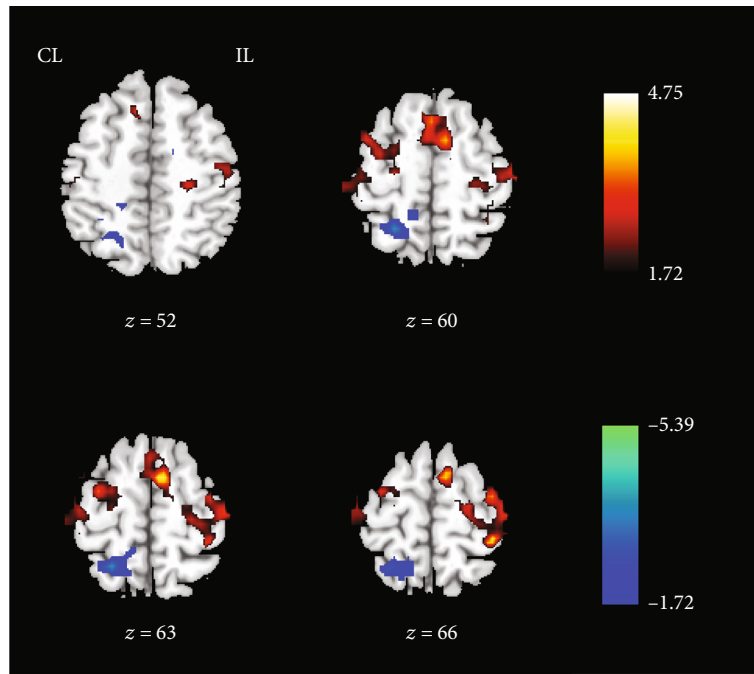 CL IL
4.75
1.72
z = 52 z = 60
–5.39
–1.72
z = 63 z = 66